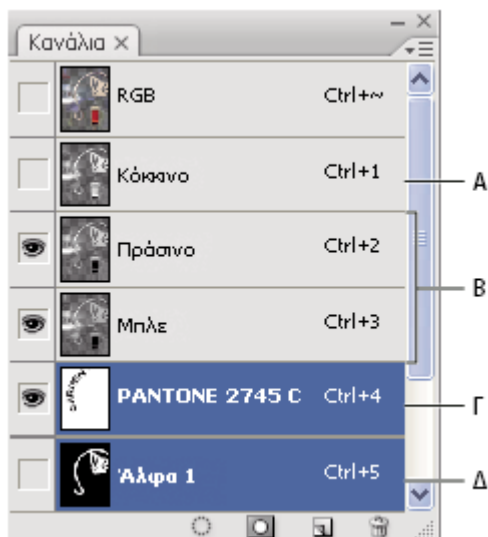 Κανάλια
RGB Ctrl+~
Κόκκινο Ctrl+1 Α
Πράσινο Ctrl+2
Β
Μπλε Ctrl+3
PANTONE 2745 C Ctrl+4 Γ
Άλφα 1 Ctrl+5 Δ